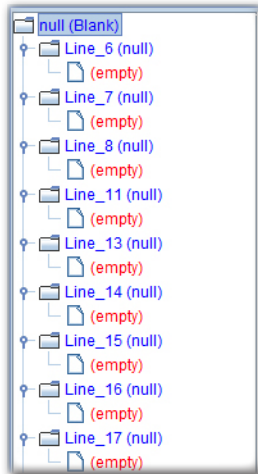 null (Blank)
Line_6 (null)
(empty)
Line_7 (null)
(empty)
Line_8 (null)
(empty)
Line_11 (null)
(empty)
Line_13 (null)
(empty)
Line_14 (null)
(empty)
Line_15 (null)
(empty)
Line_16 (null)
(empty)
Line_17 (null)
(empty)